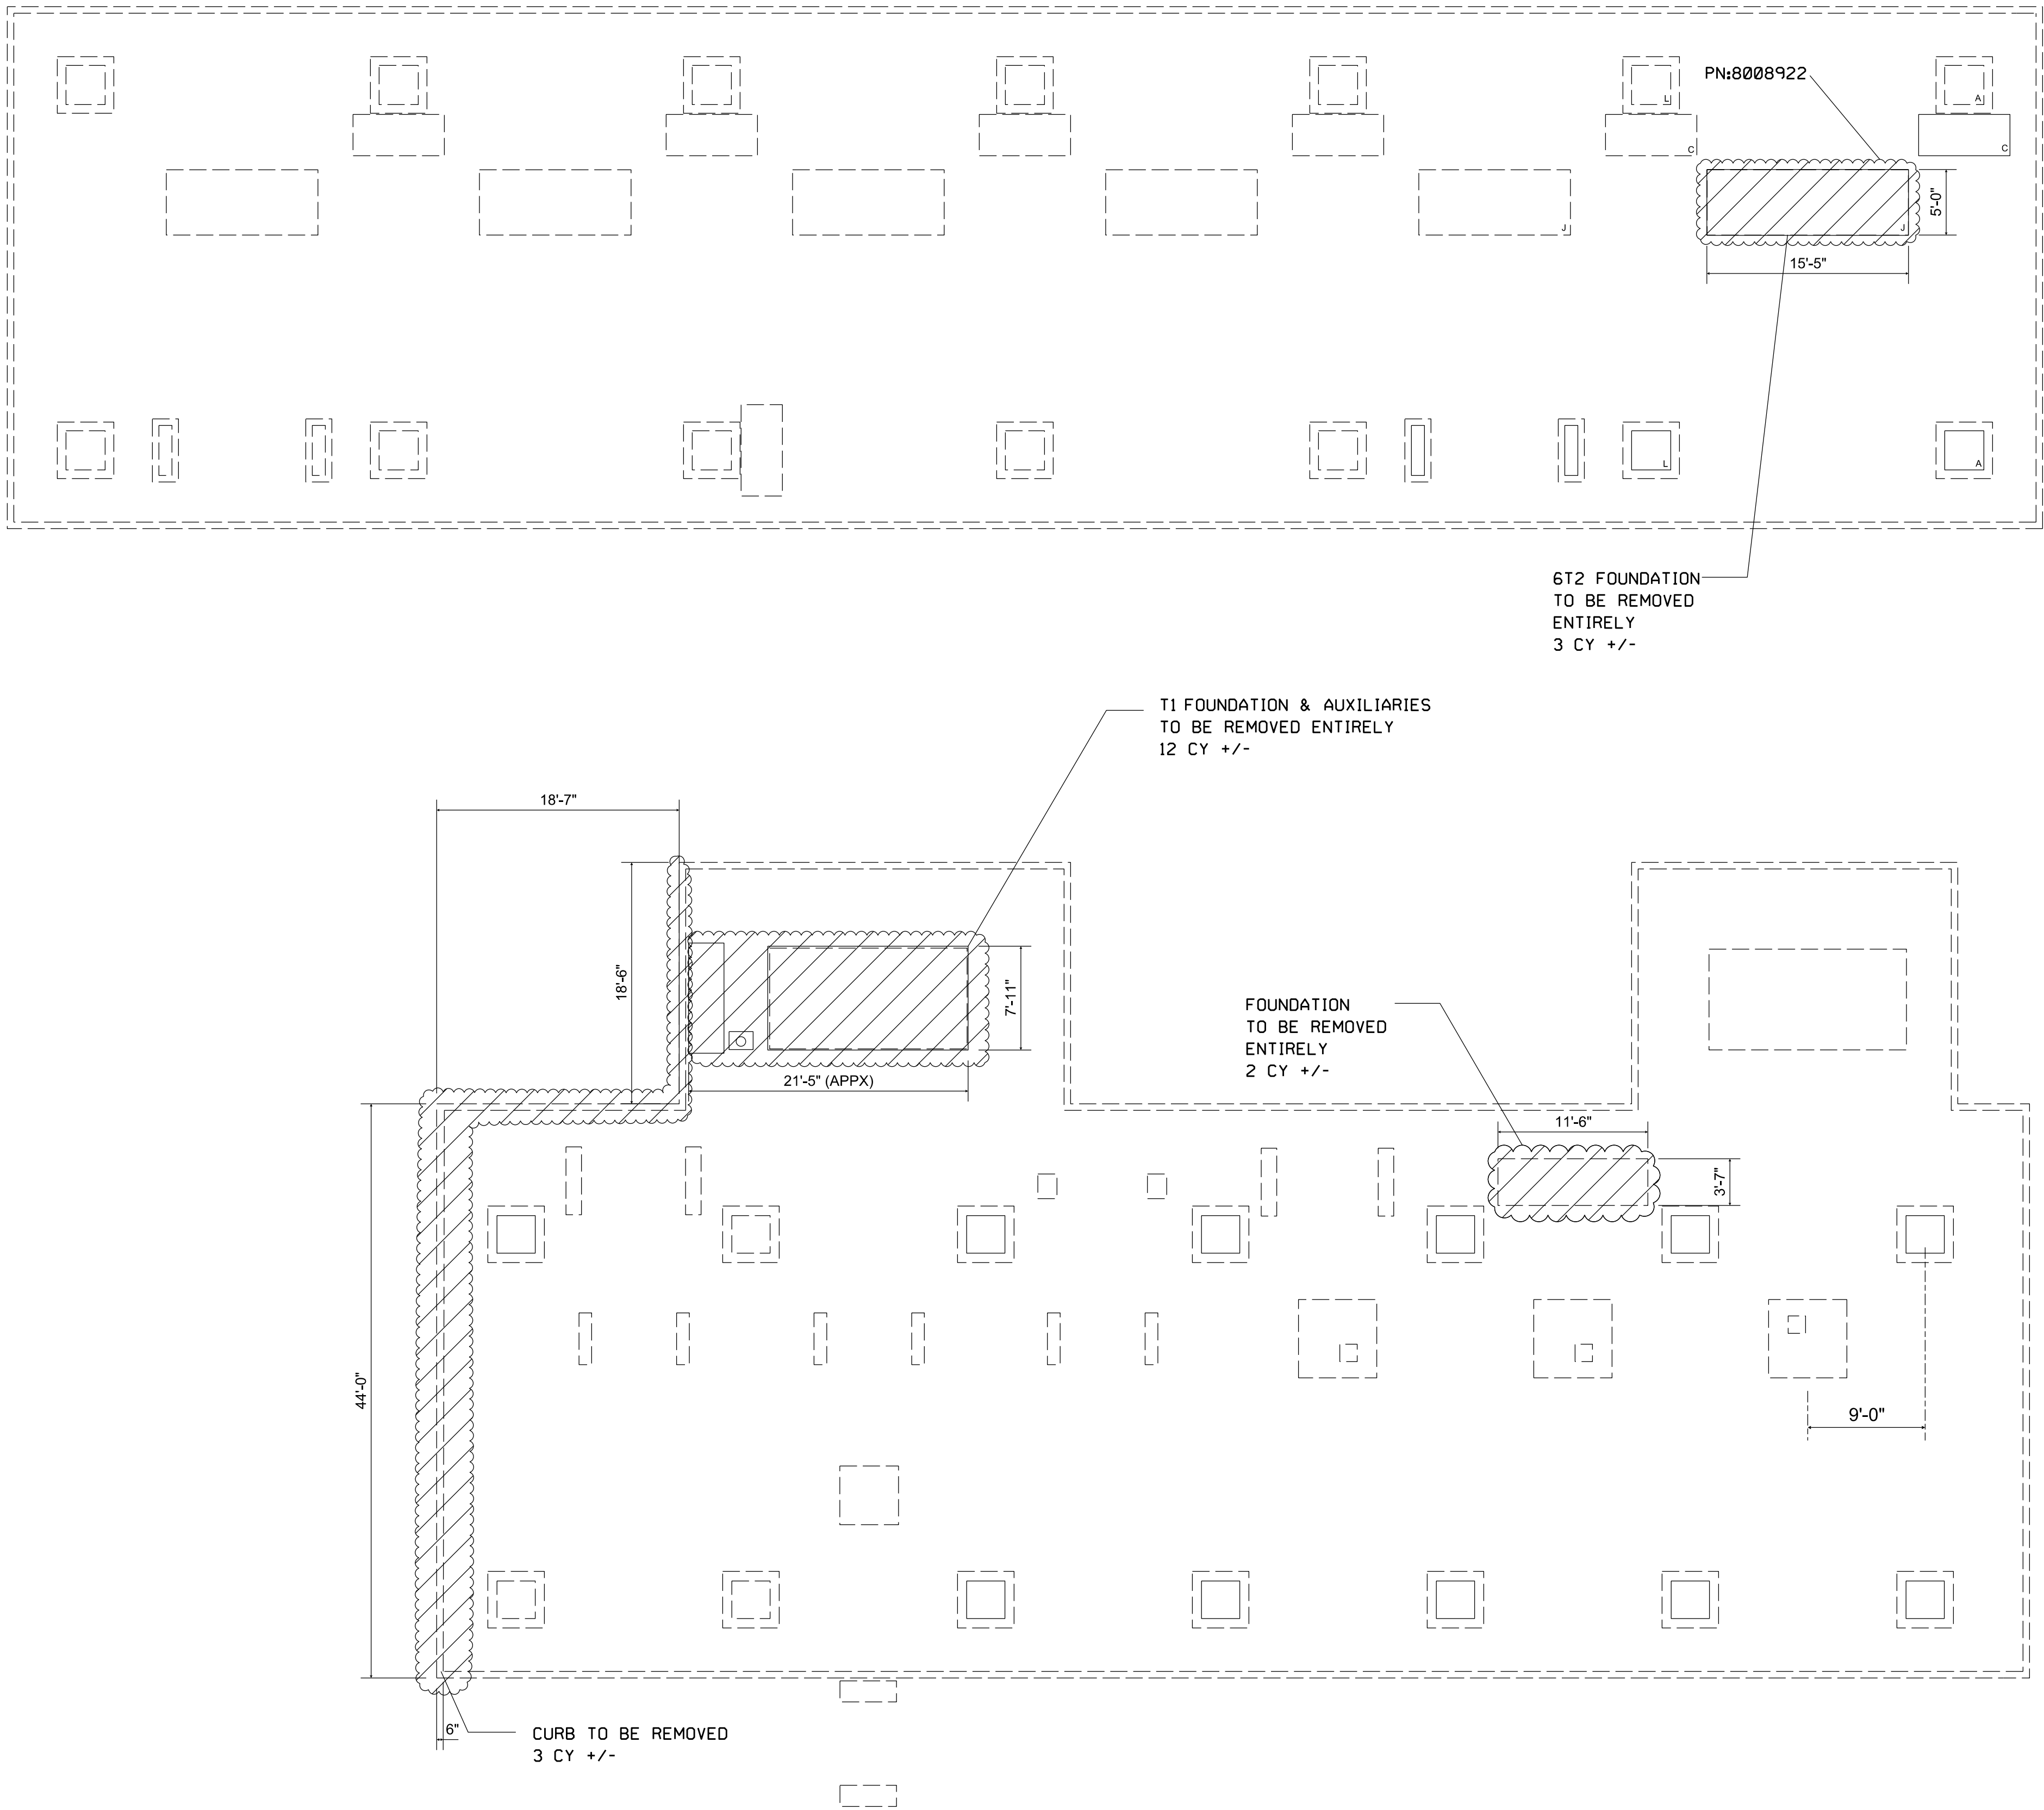 PN:8008922
L
A
C
C
5'-0"
J
J
15'-5"
L
A
6T2 FOUNDATION
TO BE REMOVED
ENTIRELY
3 CY +/-
T1 FOUNDATION & AUXILIARIES
TO BE REMOVED ENTIRELY
12 CY +/-
18'-7"
18'-6"
7'-11"
21'-5" (APPX)
FOUNDATION
TO BE REMOVED
ENTIRELY
2 CY +/-
11'-6"
3'-7"
44'-0"
9'-0"
6"
CURB TO BE REMOVED
3 CY +/-